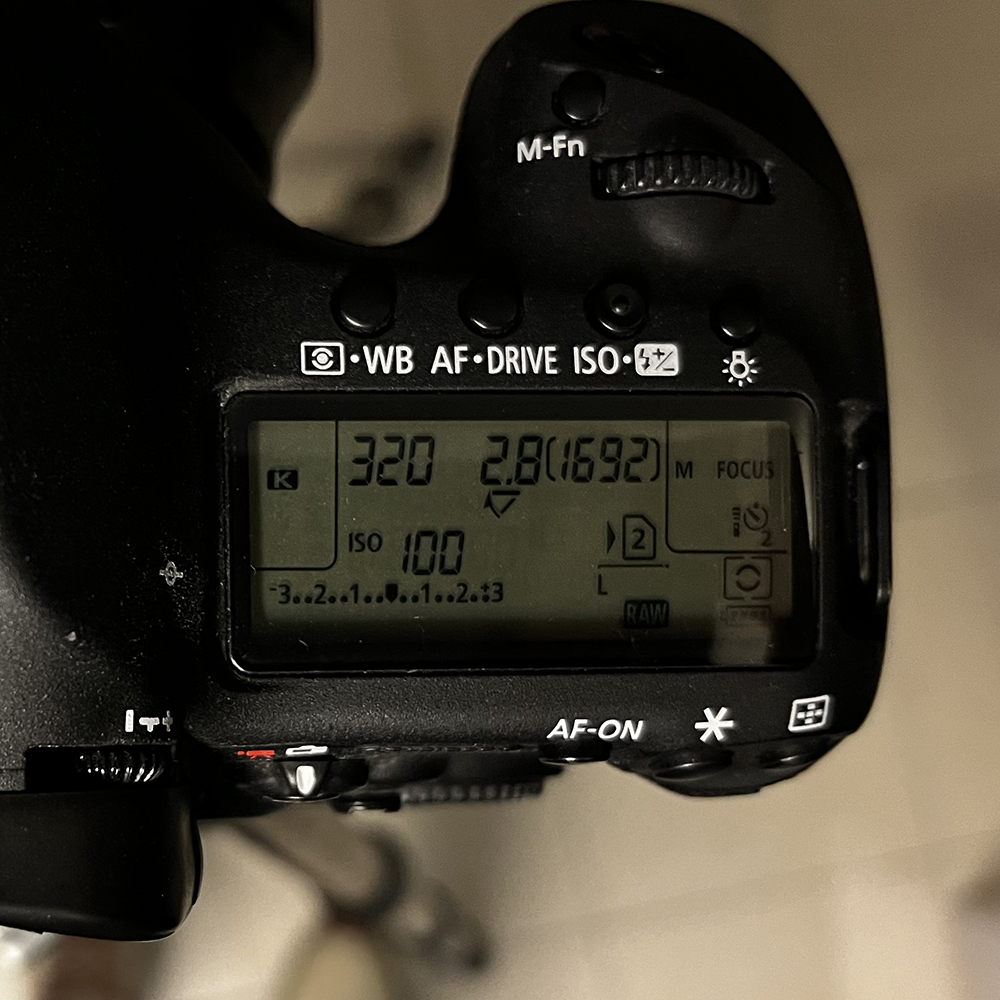 M-Fn
WB AF•DRIVE ISO•
K 320 2.8(1692) M FOCUS
2
ISO 100 2
-3..2..1....1..2..+3 L
RAW
AF-ON